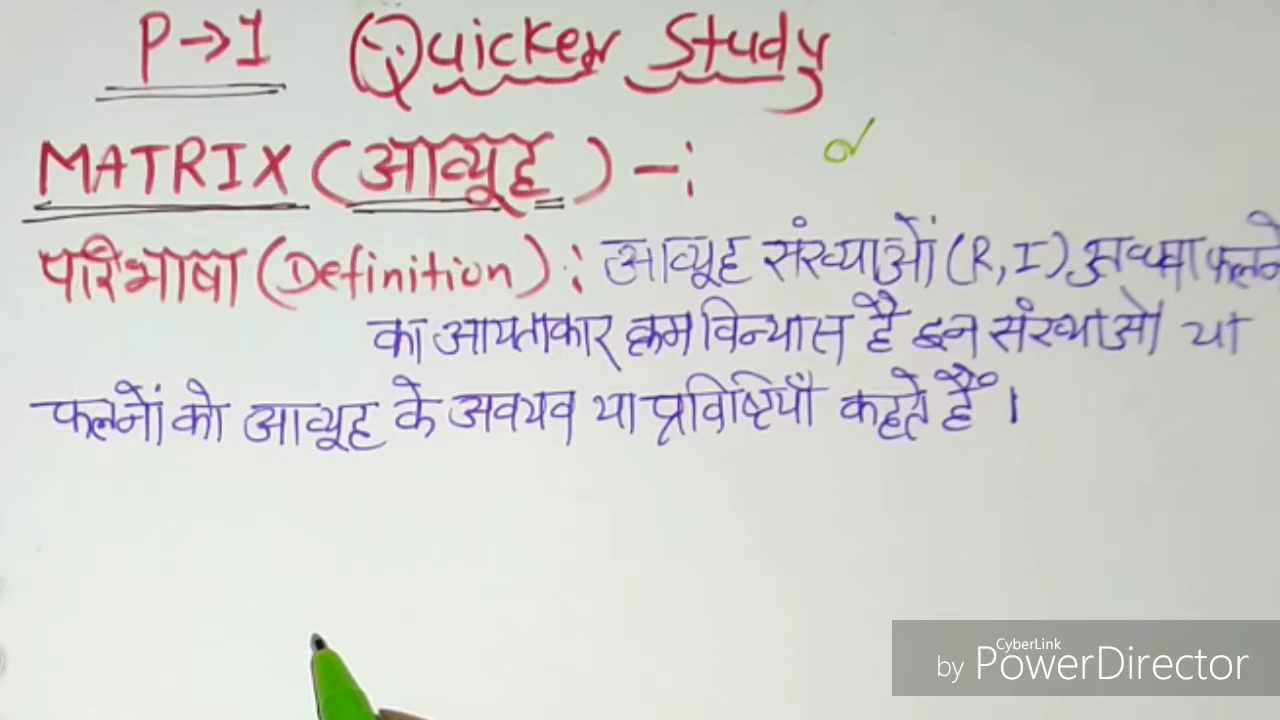 P→1 Quicker Study
MATRIX (आव्यूह) -:
परिभाषा (Definition) : आव्यूह संख्याओं (R, I) अथवा फलनो
का आयताकार क्रम विन्यास है इन संख्याओ या
फलनों को आव्यूह के अवयव या प्रविष्टियाँ कहते हैं।
CyberLink
by PowerDirector